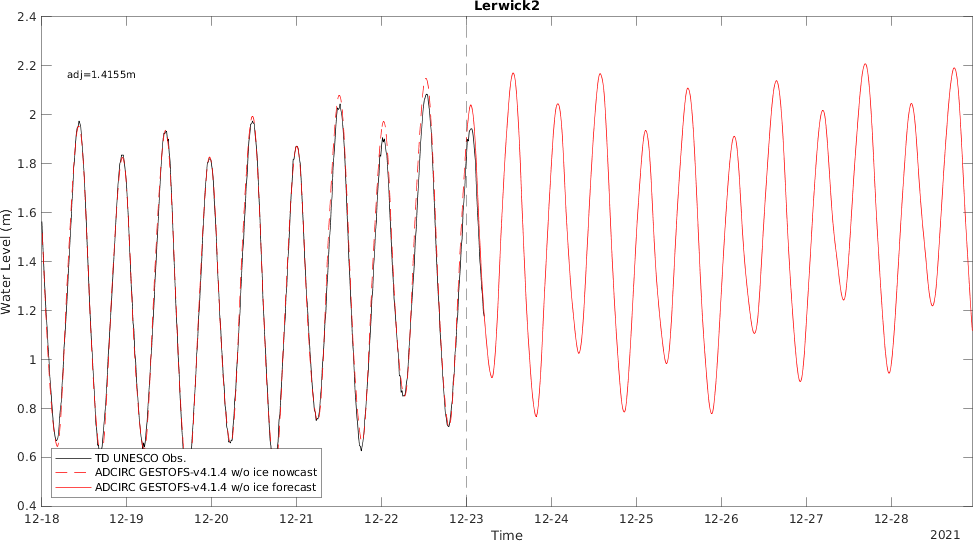 Lerwick2
2.4
2.2
2
1.8
1.6
1.4
1.2
1
0.8
0.6
0.4
Water Level (m)
adj=1.4155m
TD UNESCO Obs.
ADCIRC GESTOFS-v4.1.4 w/o ice nowcast
ADCIRC GESTOFS-v4.1.4 w/o ice forecast
12-18 12-19 12-20 12-21 12-22 12-23 12-24 12-25 12-26 12-27 12-28
Time
2021